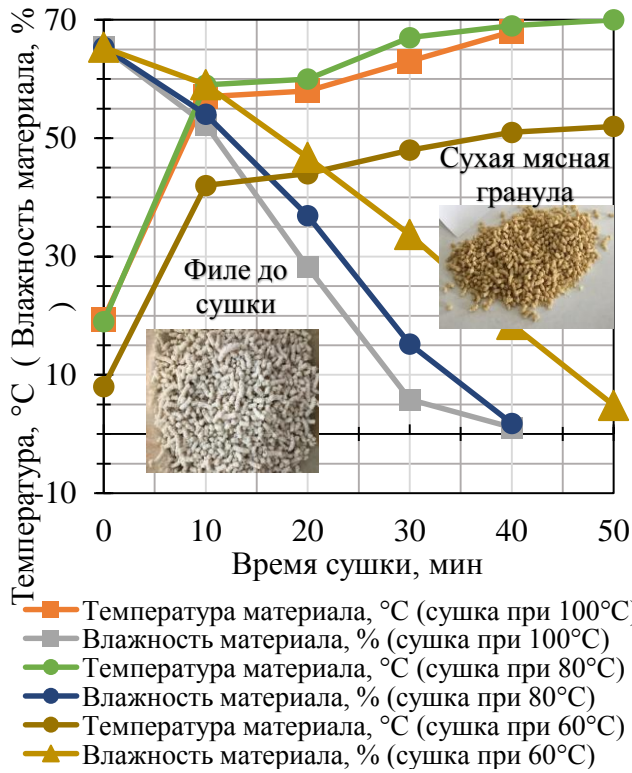 Температура, °С ( Влажность материала, %
)
70
50
30
10
-10
Сухая мясная
гранула
Филе до
сушки
0 10 20 30 40 50
Время сушки, мин
Температура материала, °С (сушка при 100°С)
Влажность материала, % (сушка при 100°С)
Температура материала, °С (сушка при 80°С)
Влажность материала, % (сушка при 80°С)
Температура материала, °С (сушка при 60°С)
Влажность материала, % (сушка при 60°С)